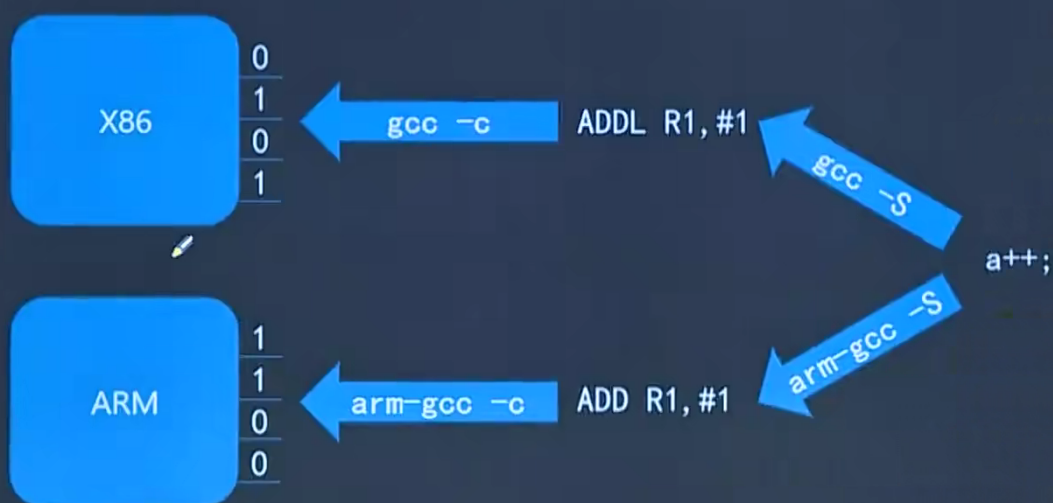 X86
0
1
0
1
gcc -c
ADDL R1,#1
gcc -S
a++;
ARM
1
1
0
0
arm-gcc -c
ADD R1,#1
arm-gcc -S